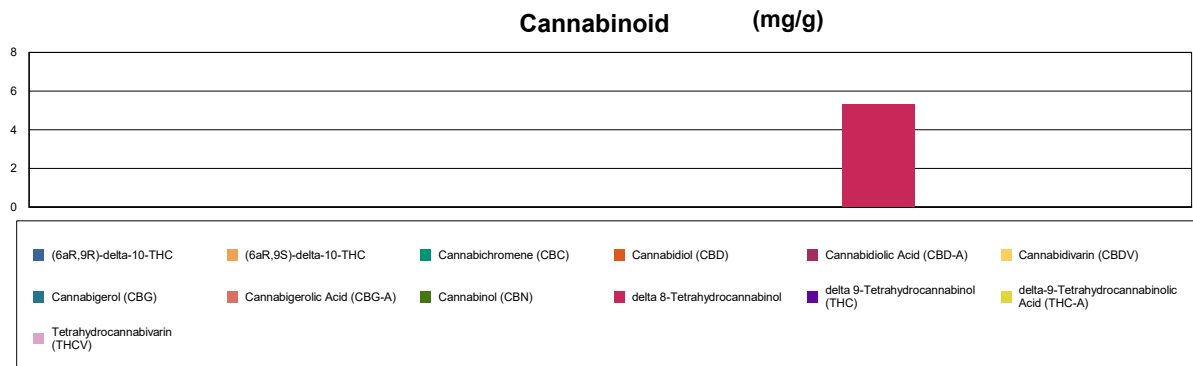 Cannabinoid (mg/g)
8
6
4
2
0
(6aR,9R)-delta-10-THC (6aR,9S)-delta-10-THC Cannabichromene (CBC) Cannabidiol (CBD) Cannabidiolic Acid (CBD-A) Cannabidivarin (CBDV)
Cannabigerol (CBG) Cannabigerolic Acid (CBG-A) Cannabinol (CBN) delta 8-Tetrahydrocannabinol delta 9-Tetrahydrocannabinol
(THC) delta-9-Tetrahydrocannabinolic
Acid (THC-A)
Tetrahydrocannabivarin
(THCV)